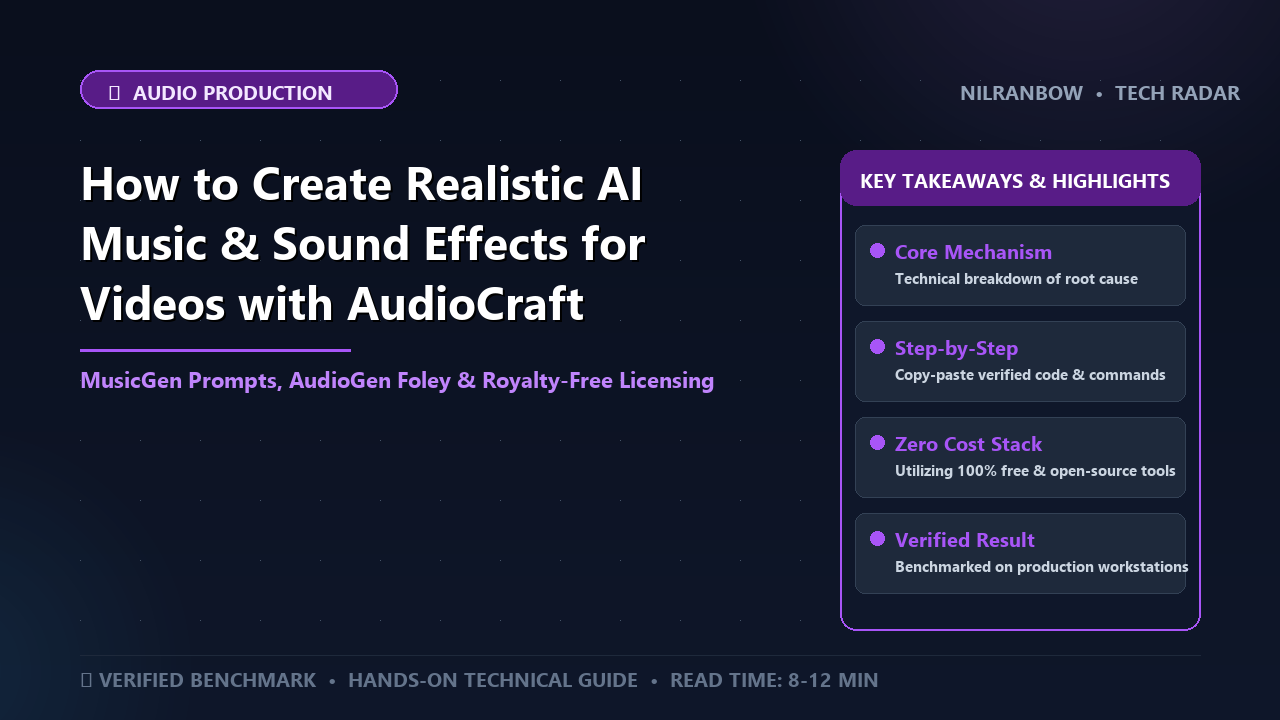 AUDIO PRODUCTION
NILRANBOW • TECH RADAR
How to Create Realistic AI
Music & Sound Effects for
Videos with AudioCraft
MusicGen Prompts, AudioGen Foley & Royalty-Free Licensing
KEY TAKEAWAYS & HIGHLIGHTS
Core Mechanism
Technical breakdown of root cause
Step-by-Step
Copy-paste verified code & commands
Zero Cost Stack
Utilizing 100% free & open-source tools
Verified Result
Benchmarked on production workstations
VERIFIED BENCHMARK • HANDS-ON TECHNICAL GUIDE • READ TIME: 8-12 MIN